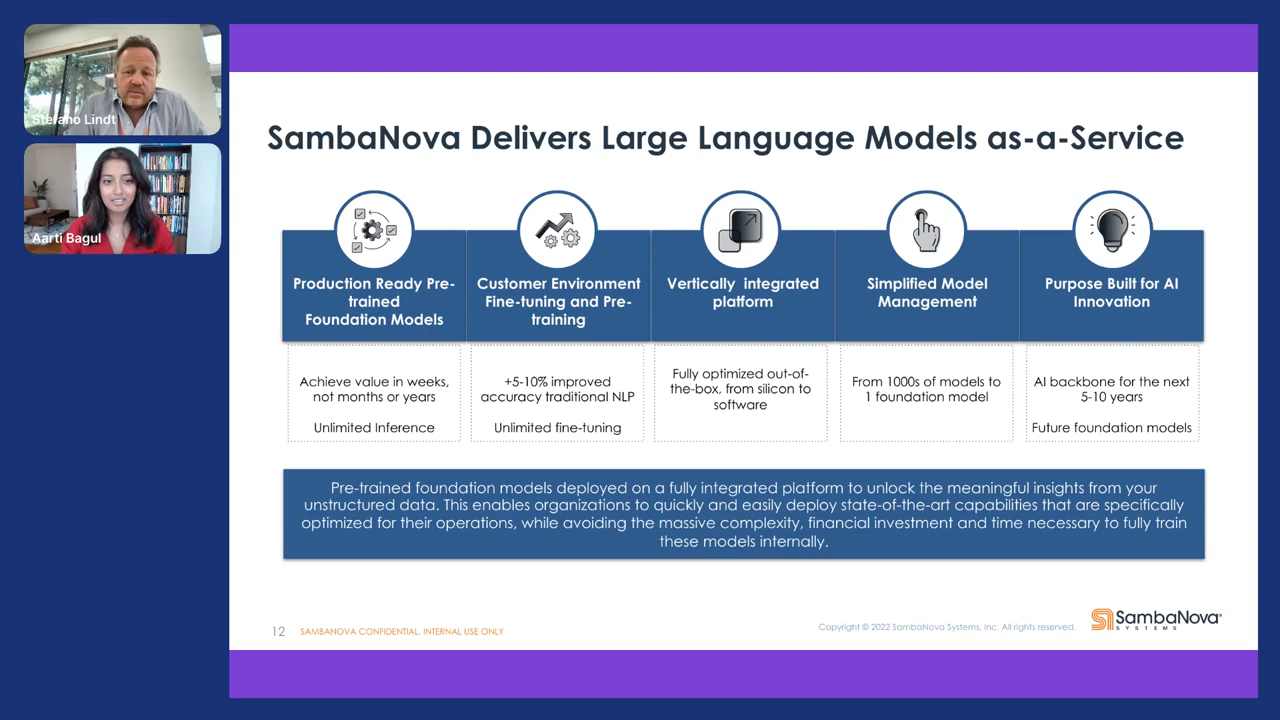 Stefano Lindt
Aarti Bagul
SambaNova Delivers Large Language Models as-a-Service
Production Ready Pre-
trained
Foundation Models
Customer Environment
Fine-tuning and Pre-
training
Vertically integrated
platform
Simplified Model
Management
Purpose Built for AI
Innovation
Achieve value in weeks,
not months or years
Unlimited Inference
+5-10% improved
accuracy traditional NLP
Unlimited fine-tuning
Fully optimized out-of-
the-box, from silicon to
software
From 1000s of models to
1 foundation model
AI backbone for the next
5-10 years
Future foundation models
Pre-trained foundation models deployed on a fully integrated platform to unlock the meaningful insights from your
unstructured data. This enables organizations to quickly and easily deploy state-of-the-art capabilities that are specifically
optimized for their operations, while avoiding the massive complexity, financial investment and time necessary to fully train
these models internally.
12
SAMBANOVA CONFIDENTIAL. INTERNAL USE ONLY
Copyright © 2022 SambaNova Systems, Inc. All rights reserved.
SambaNova®
SYSTEMS